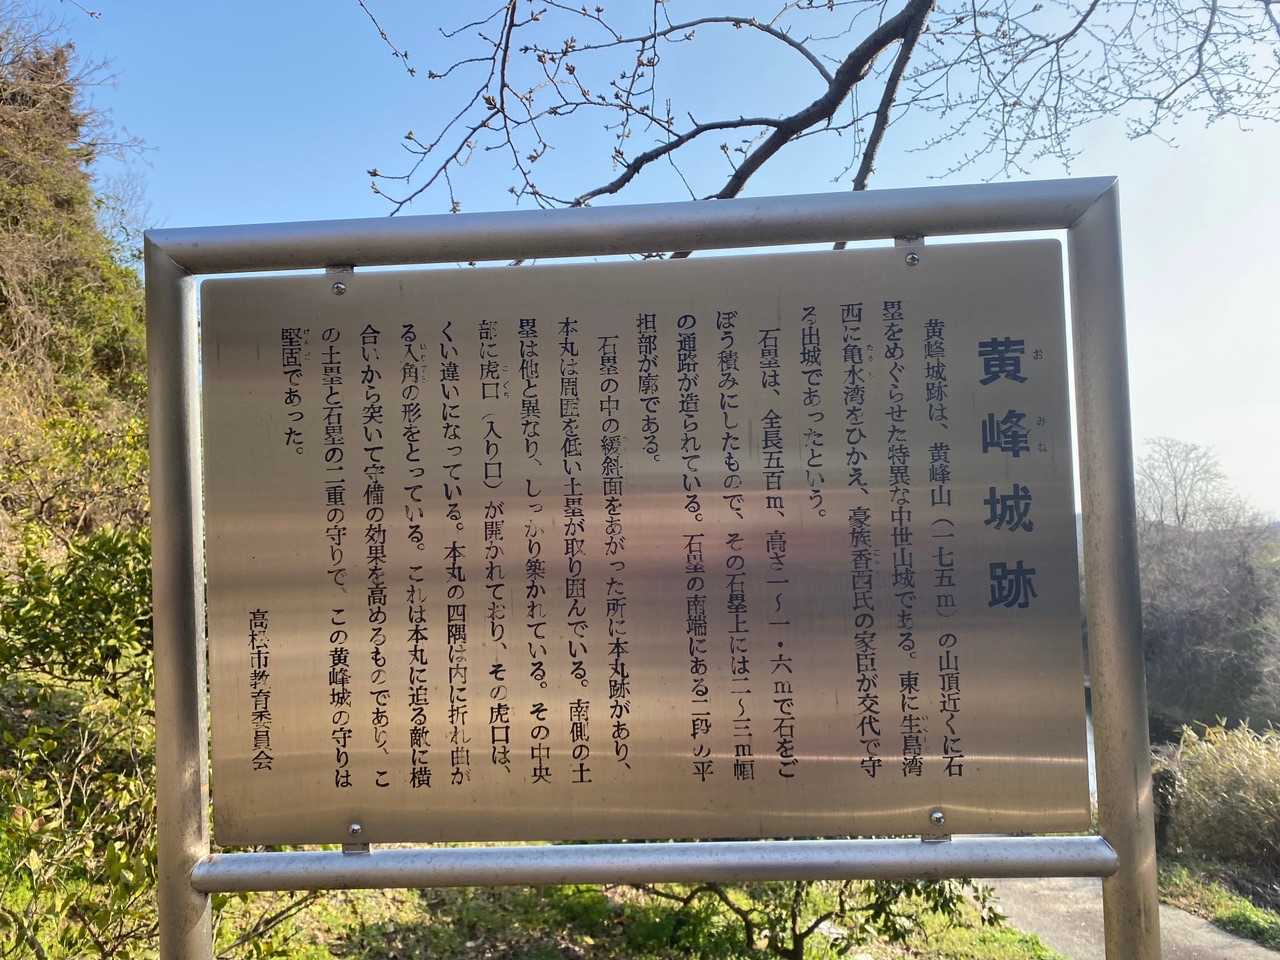 黄峰城跡
おおみね
黄峰城跡は、黄峰山（一七五ｍ）の山頂近くに石
塁をめぐらせた特異な中世山城である。東に生島湾
西に亀水湾をひかえ、豪族香西氏の家臣が交代で守
る出城であったという。
石塁は、全長五百ｍ、高さ一～一・六ｍで石をご
ぼう積みにしたもので、その石塁上には二～三ｍ幅
の通路が造られている。石塁の南端にある二段の平
担部が廓である。
石塁の中の緩斜面をあがった所に本丸跡があり、
本丸は周囲を低い土塁が取り囲んでいる。南側の土
塁は他と異なり、しっかり築かれている。その中央
部に虎口（入り口）が開かれており、その虎口は、
くい違いになっている。本丸の四隅は内に折れ曲が
る入角の形をとっている。これは本丸に迫る敵に横
合いから突いて守備の効果を高めるものであり、こ
の土塁と石塁の二重の守りで、この黄峰城の守りは
堅固であった。
高松市教育委員会